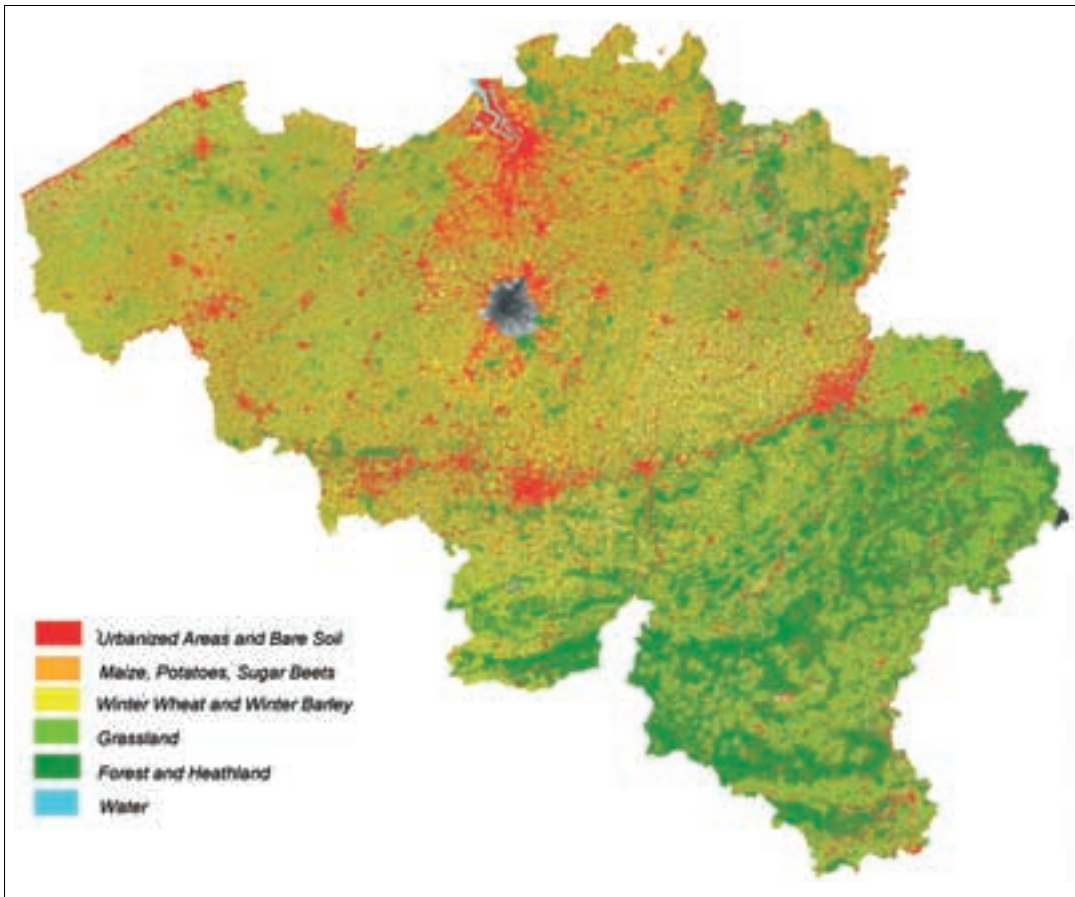 Urbanized Areas and Bare Soil
Maize, Potatoes, Sugar Beets
Winter Wheat and Winter Barley
Grassland
Forest and Heathland
Water